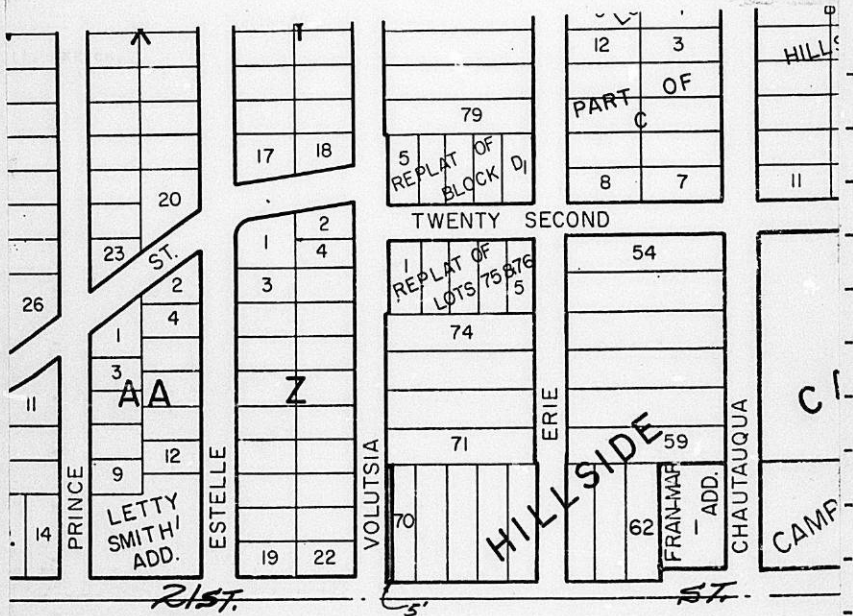 12 3
HILLS
PART OF
C
79
17 18
5 REPLAT OF
BLOCK D1
8 7
11
20
TWENTY SECOND
ST.
23
26
1 2
4
3
1
REPLAT OF
LOTS 75 & 76
5
54
2
4
1
3
74
AA
Z
11
C
12
9
71
59
HILLSIDE
PRINCE
ESTELLE
VOLUTSIA
ERIE
CHAUTAUQUA
14
LETTY
SMITH'
ADD.
70
62
FRAN-MAR
ADD.
1
CAMP
19 22
21ST. ST.
5'